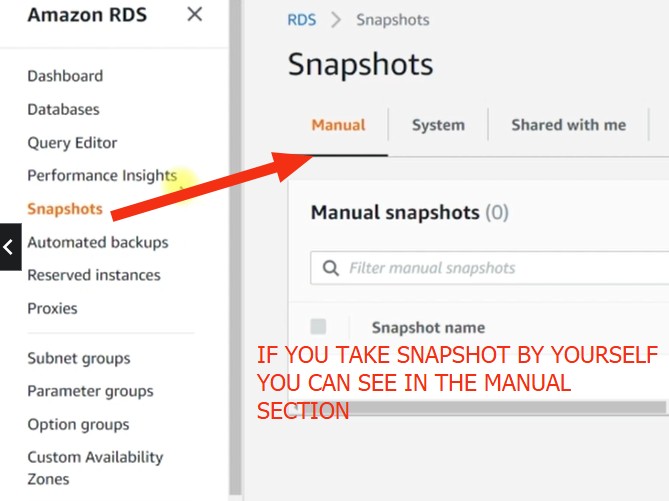 Amazon RDS
Dashboard
Databases
Query Editor
Performance Insights
Snapshots
Automated backups
Reserved instances
Proxies
Subnet groups
Parameter groups
Option groups
Custom Availability
Zones
RDS > Snapshots
Snapshots
Manual System Shared with me
Manual snapshots (0)
Filter manual snapshots
Snapshot name
IF YOU TAKE SNAPSHOT BY YOURSELF
YOU CAN SEE IN THE MANUAL
SECTION